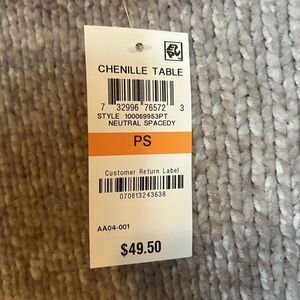 CHENILLE TABLE
7 32996 76572 3
STYLE 100069953PT
NEUTRAL SPACEDY
PS
Customer Return Label
070813243638
AA04-001
$49.50